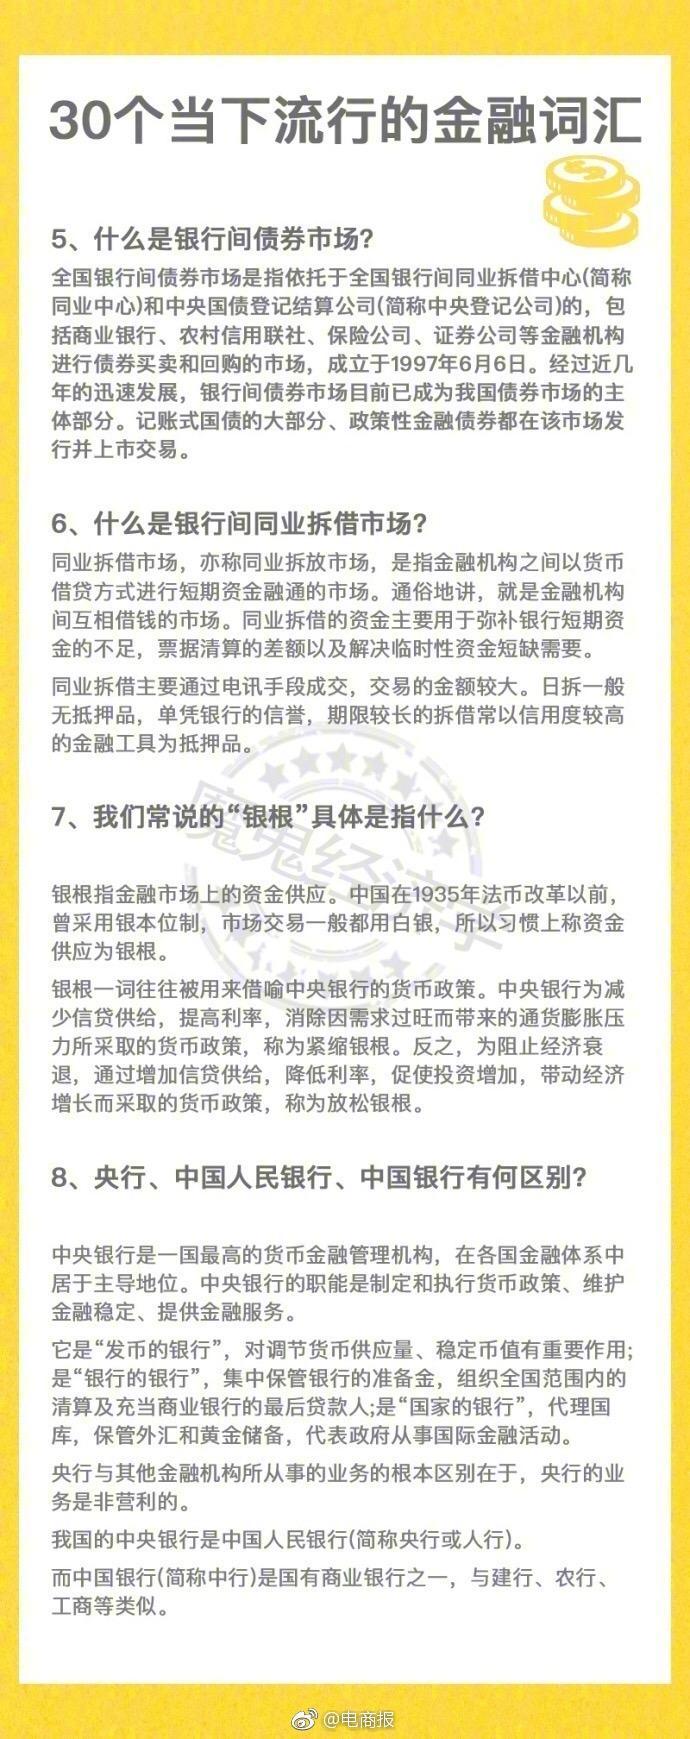 30个当下流行的金融词汇
5、什么是银行间债券市场?
全国银行间债券市场是指依托于全国银行间同业拆借中心(简称
同业中心)和中央国债登记结算公司(简称中央登记公司)的，包
括商业银行、农村信用联社、保险公司、证券公司等金融机构
进行债券买卖和回购的市场，成立于1997年6月6日。经过近几
年的迅速发展，银行间债券市场目前已成为我国债券市场的主
体部分。记账式国债的大部分、政策性金融债券都在该市场发
行并上市交易。
6、什么是银行间同业拆借市场?
同业拆借市场，亦称同业拆放市场，是指金融机构之间以货币
借贷方式进行短期资金融通的市场。通俗地讲，就是金融机构
间互相借钱的市场。同业拆借的资金主要用于弥补银行短期资
金的不足，票据清算的差额以及解决临时性资金短缺需要。
同业拆借主要通过电讯手段成交，交易的金额较大。日拆一般
无抵押品，单凭银行的信誉，期限较长的拆借常以信用度较高
的金融工具为抵押品。
7、我们常说的“银根”具体是指什么?
魔鬼经济学
银根指金融市场上的资金供应。中国在1935年法币改革以前，
曾采用银本位制，市场交易一般都用白银，所以习惯上称资金
供应为银根。
银根一词往往被用来借喻中央银行的货币政策。中央银行为减
少信贷供给，提高利率，消除因需求过旺而带来的通货膨胀压
力所采取的货币政策，称为紧缩银根。反之，为阻止经济衰
退，通过增加信贷供给，降低利率，促使投资增加，带动经济
增长而采取的货币政策，称为放松银根。
8、央行、中国人民银行、中国银行有何区别?
中央银行是一国最高的货币金融管理机构，在各国金融体系中
居于主导地位。中央银行的职能是制定和执行货币政策、维护
金融稳定、提供金融服务。
它是“发币的银行”，对调节货币供应量、稳定币值有重要作用;
是“银行的银行”，集中保管银行的准备金，组织全国范围内的
清算及充当商业银行的最后贷款人;是“国家的银行”，代理国
库，保管外汇和黄金储备，代表政府从事国际金融活动。
央行与其他金融机构所从事的业务的根本区别在于，央行的业
务是非营利的。
我国的中央银行是中国人民银行(简称央行或人行)。
而中国银行(简称中行)是国有商业银行之一，与建行、农行、
工商等类似。
@电商报